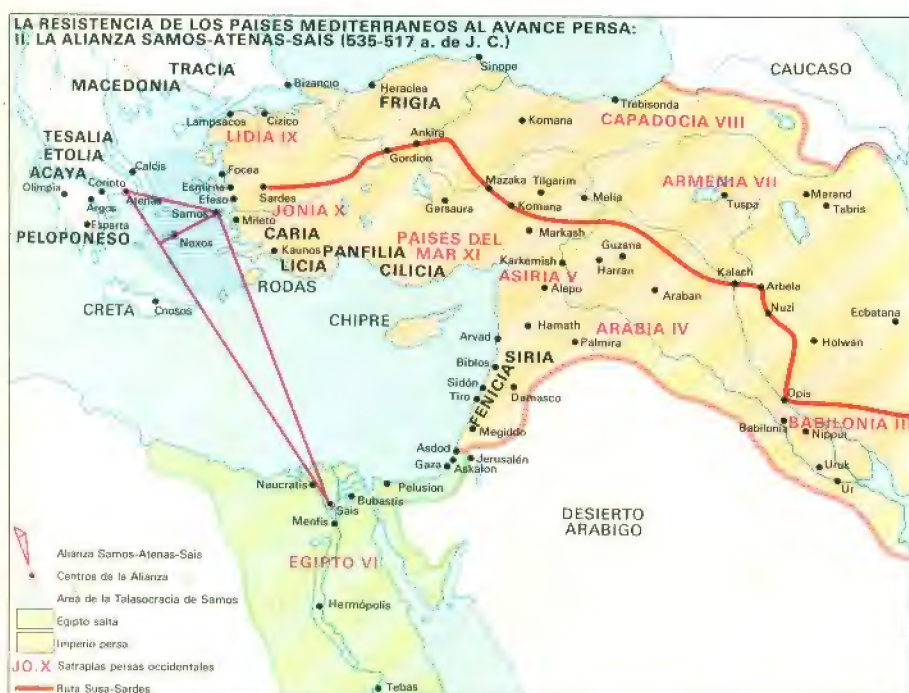 LA RESISTENCIA DE LOS PAISES MEDITERRANEOS AL AVANCE PERSA:
II. LA ALIANZA SAMOS-ATENAS-SAIS (535-517 a. de J. C.)
TRACIA
MACEDONIA
Bizancio
Heraclea
Sinope
CAUCASO
FRIGIA
Lampsacos
Cizico
LIDIA IX
Ankira
Gordion
Komana
Trebisonda
CAPADOCIA VIII
TESALIA
ETOLIA
ACAYA
Calcis
Olimpia
Corinto
Atenas
Argos
Esparta
PELOPONESO
Focea
Esmirna
Efeso
Sardes
Samos
JONIA X
Mileto
Naxos
CARIA
Kaunos
LICIA
PANFILIA
CILICIA
RODAS
Garsaura
PAISES DEL
MAR XI
Mazaka
Tilgarim
Komana
Melia
Markash
ARMENIA VII
Tuspa
Marand
Tabris
Karkemish
Guzana
Harran
ASIRIA V
Alepo
Araban
Kalach
Arbela
Nuzi
Ecbatana
Holwan
CRETA
Cnosos
CHIPRE
Arvad
Hamath
ARABIA IV
Palmira
Biblos
SIRIA
Sidón
Tiro
FENICIA
Damasco
Megiddo
Opis
BABILONIA III
Babilonia
Nippur
Uruk
Ur
Asdod
Gaza
Askalon
Jerusalén
Naucratis
Sais
Bubastis
Pelusion
Menfis
DESIERTO
ARABIGO
EGIPTO VI
Hermópolis
Tebas
Alianza Samos-Atenas-Sais
Centros de la Alianza
Area de la Talasocracia de Samos
Egipto saita
Imperio persa
JO.X Satrapias persas occidentales
Ruta Susa-Sardes